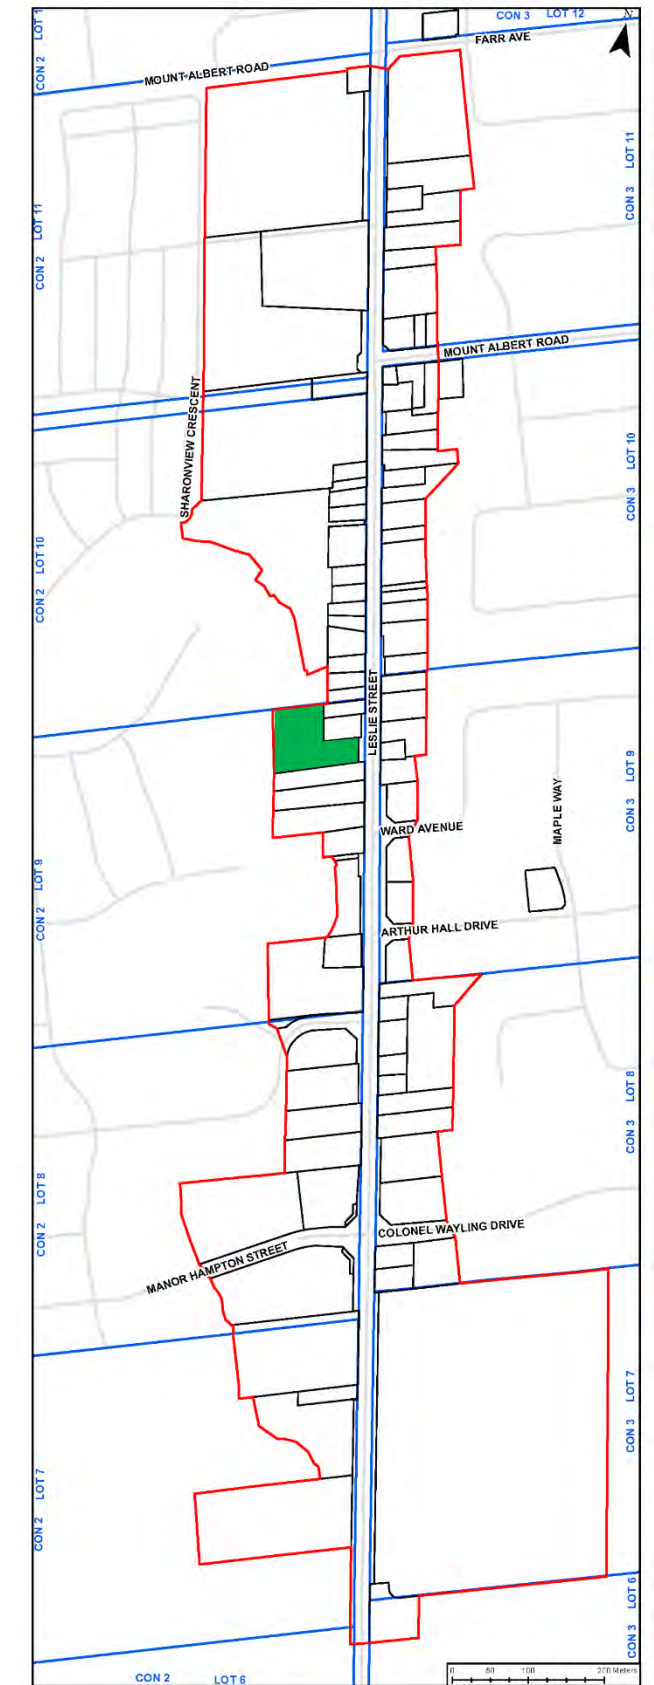 CON 3 LOT 12
N
FARR AVE
CON 2 LOT 1
MOUNT ALBERT ROAD
CON 3 LOT 11
CON 2 LOT 11
MOUNT ALBERT ROAD
SHARONVIEW CRESCENT
CON 3 LOT 10
CON 2 LOT 10
LESLIE STREET
CON 3 LOT 9
MAPLE WAY
WARD AVENUE
CON 2 LOT 9
ARTHUR HALL DRIVE
CON 3 LOT 8
CON 2 LOT 8
COLONEL WAYLING DRIVE
MANOR HAMPTON STREET
CON 3 LOT 7
CON 2 LOT 7
CON 3 LOT 6
CON 2 LOT 6
0 50 100 200 Meters